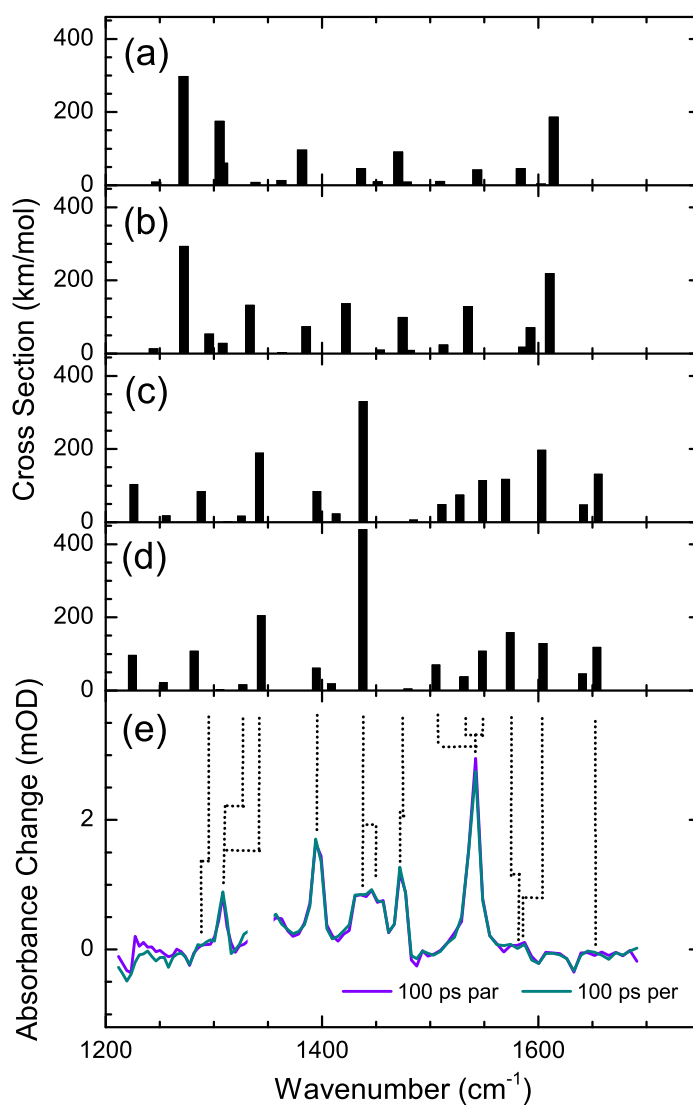 400
(a)
200
0
400
(b)
200
0
400
(c)
200
0
400
(d)
200
0
Cross Section (km/mol)
(e)
2
0
Absorbance Change (mOD)
100 ps par
100 ps per
1200
1400
1600
Wavenumber (cm⁻¹)